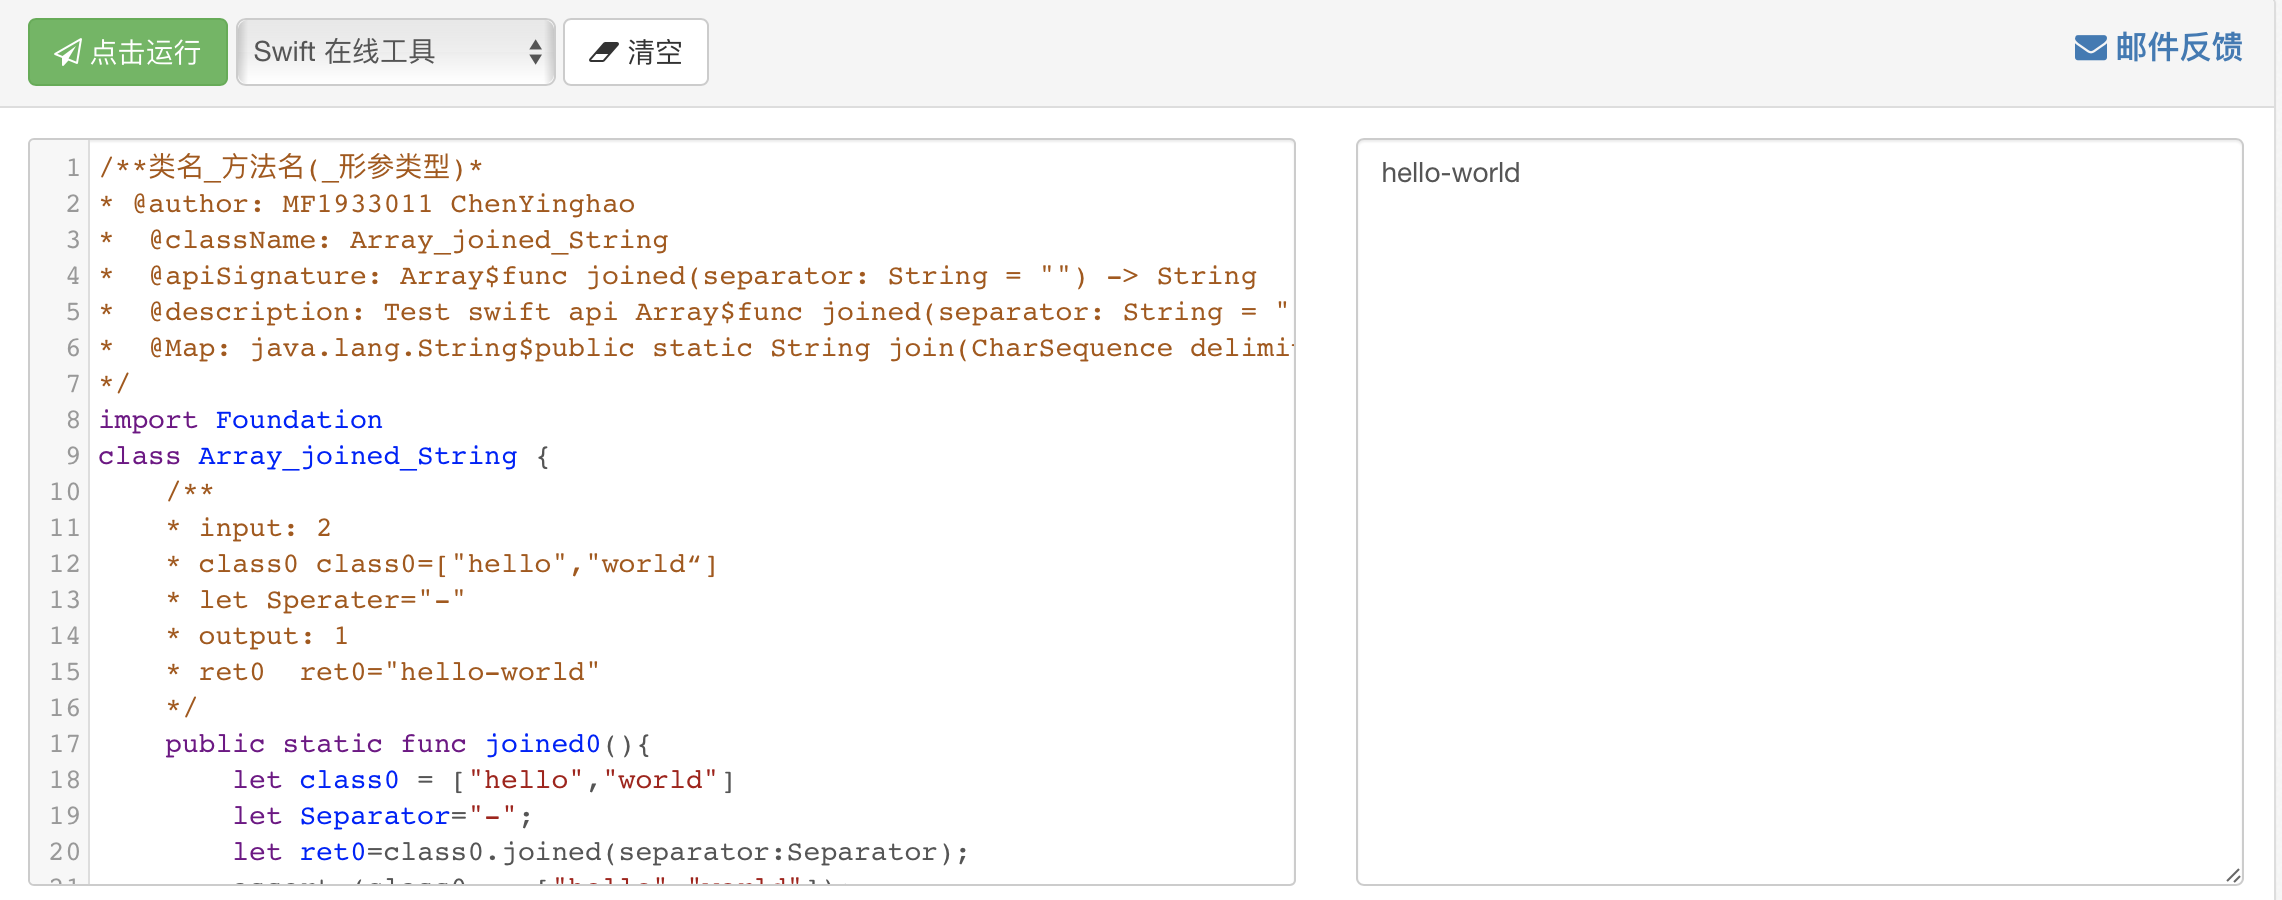 点击运行 Swift 在线工具 清空 邮件反馈
1 /**类名_方法名(_形参类型)*
2 * @author: MF1933011 ChenYinghao
3 *  @className: Array_joined_String
4 *  @apiSignature: Array$func joined(separator: String = "") -> String
5 *  @description: Test swift api Array$func joined(separator: String = "
6 *  @Map: java.lang.String$public static String join(CharSequence delimi
7 */
8 import Foundation
9 class Array_joined_String {
10     /**
11     * input: 2
12     * class0 class0=["hello","world“]
13     * let Sperater="-"
14     * output: 1
15     * ret0  ret0="hello-world"
16     */
17     public static func joined0(){
18         let class0 = ["hello","world"]
19         let Separator="-";
20         let ret0=class0.joined(separator:Separator);
hello-world